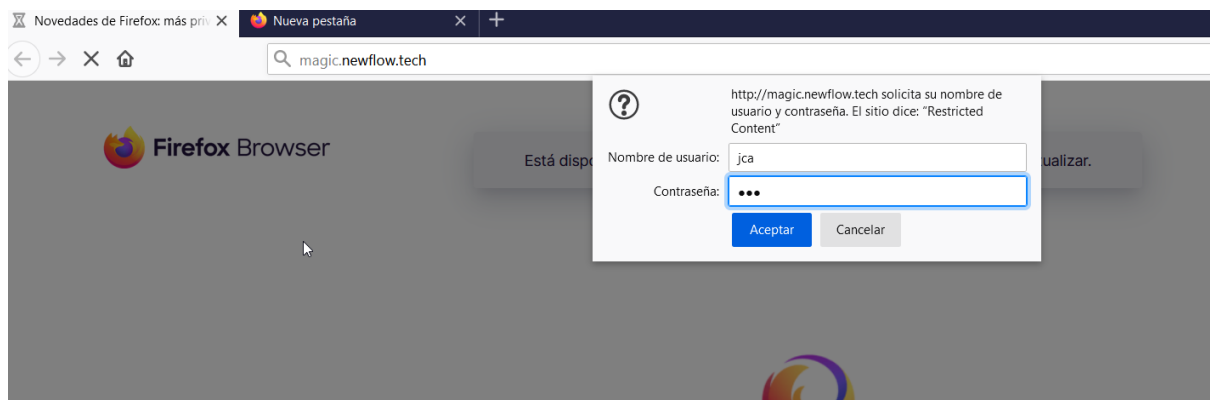 Novedades de Firefox: más priv
Nueva pestaña
magic.newflow.tech
http://magic.newflow.tech solicita su nombre de
usuario y contraseña. El sitio dice: “Restricted
Content”
Firefox Browser
Está dispo
ualizar.
Nombre de usuario: jca
Contraseña: •••
Aceptar Cancelar